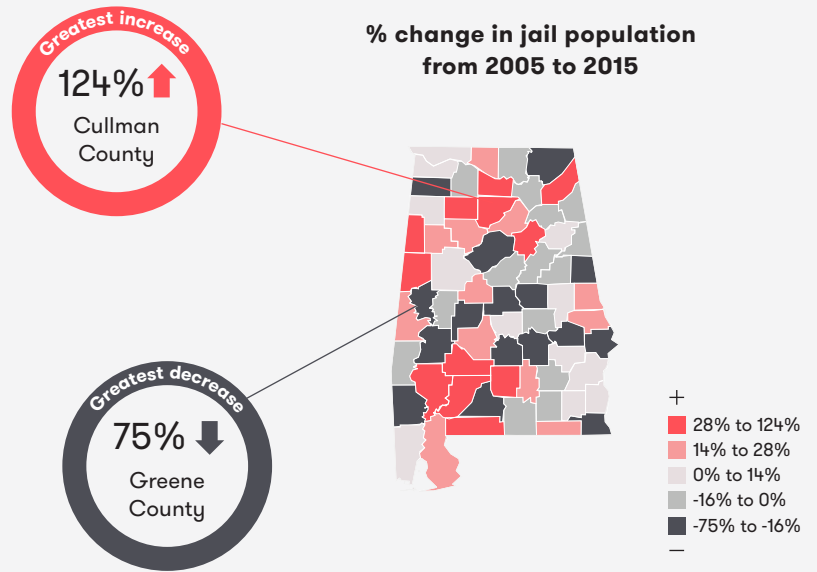 % change in jail population
from 2005 to 2015
Greatest increase
124%
Cullman
County
Greatest decrease
75%
Greene
County
+
28% to 124%
14% to 28%
0% to 14%
-16% to 0%
-75% to -16%
—